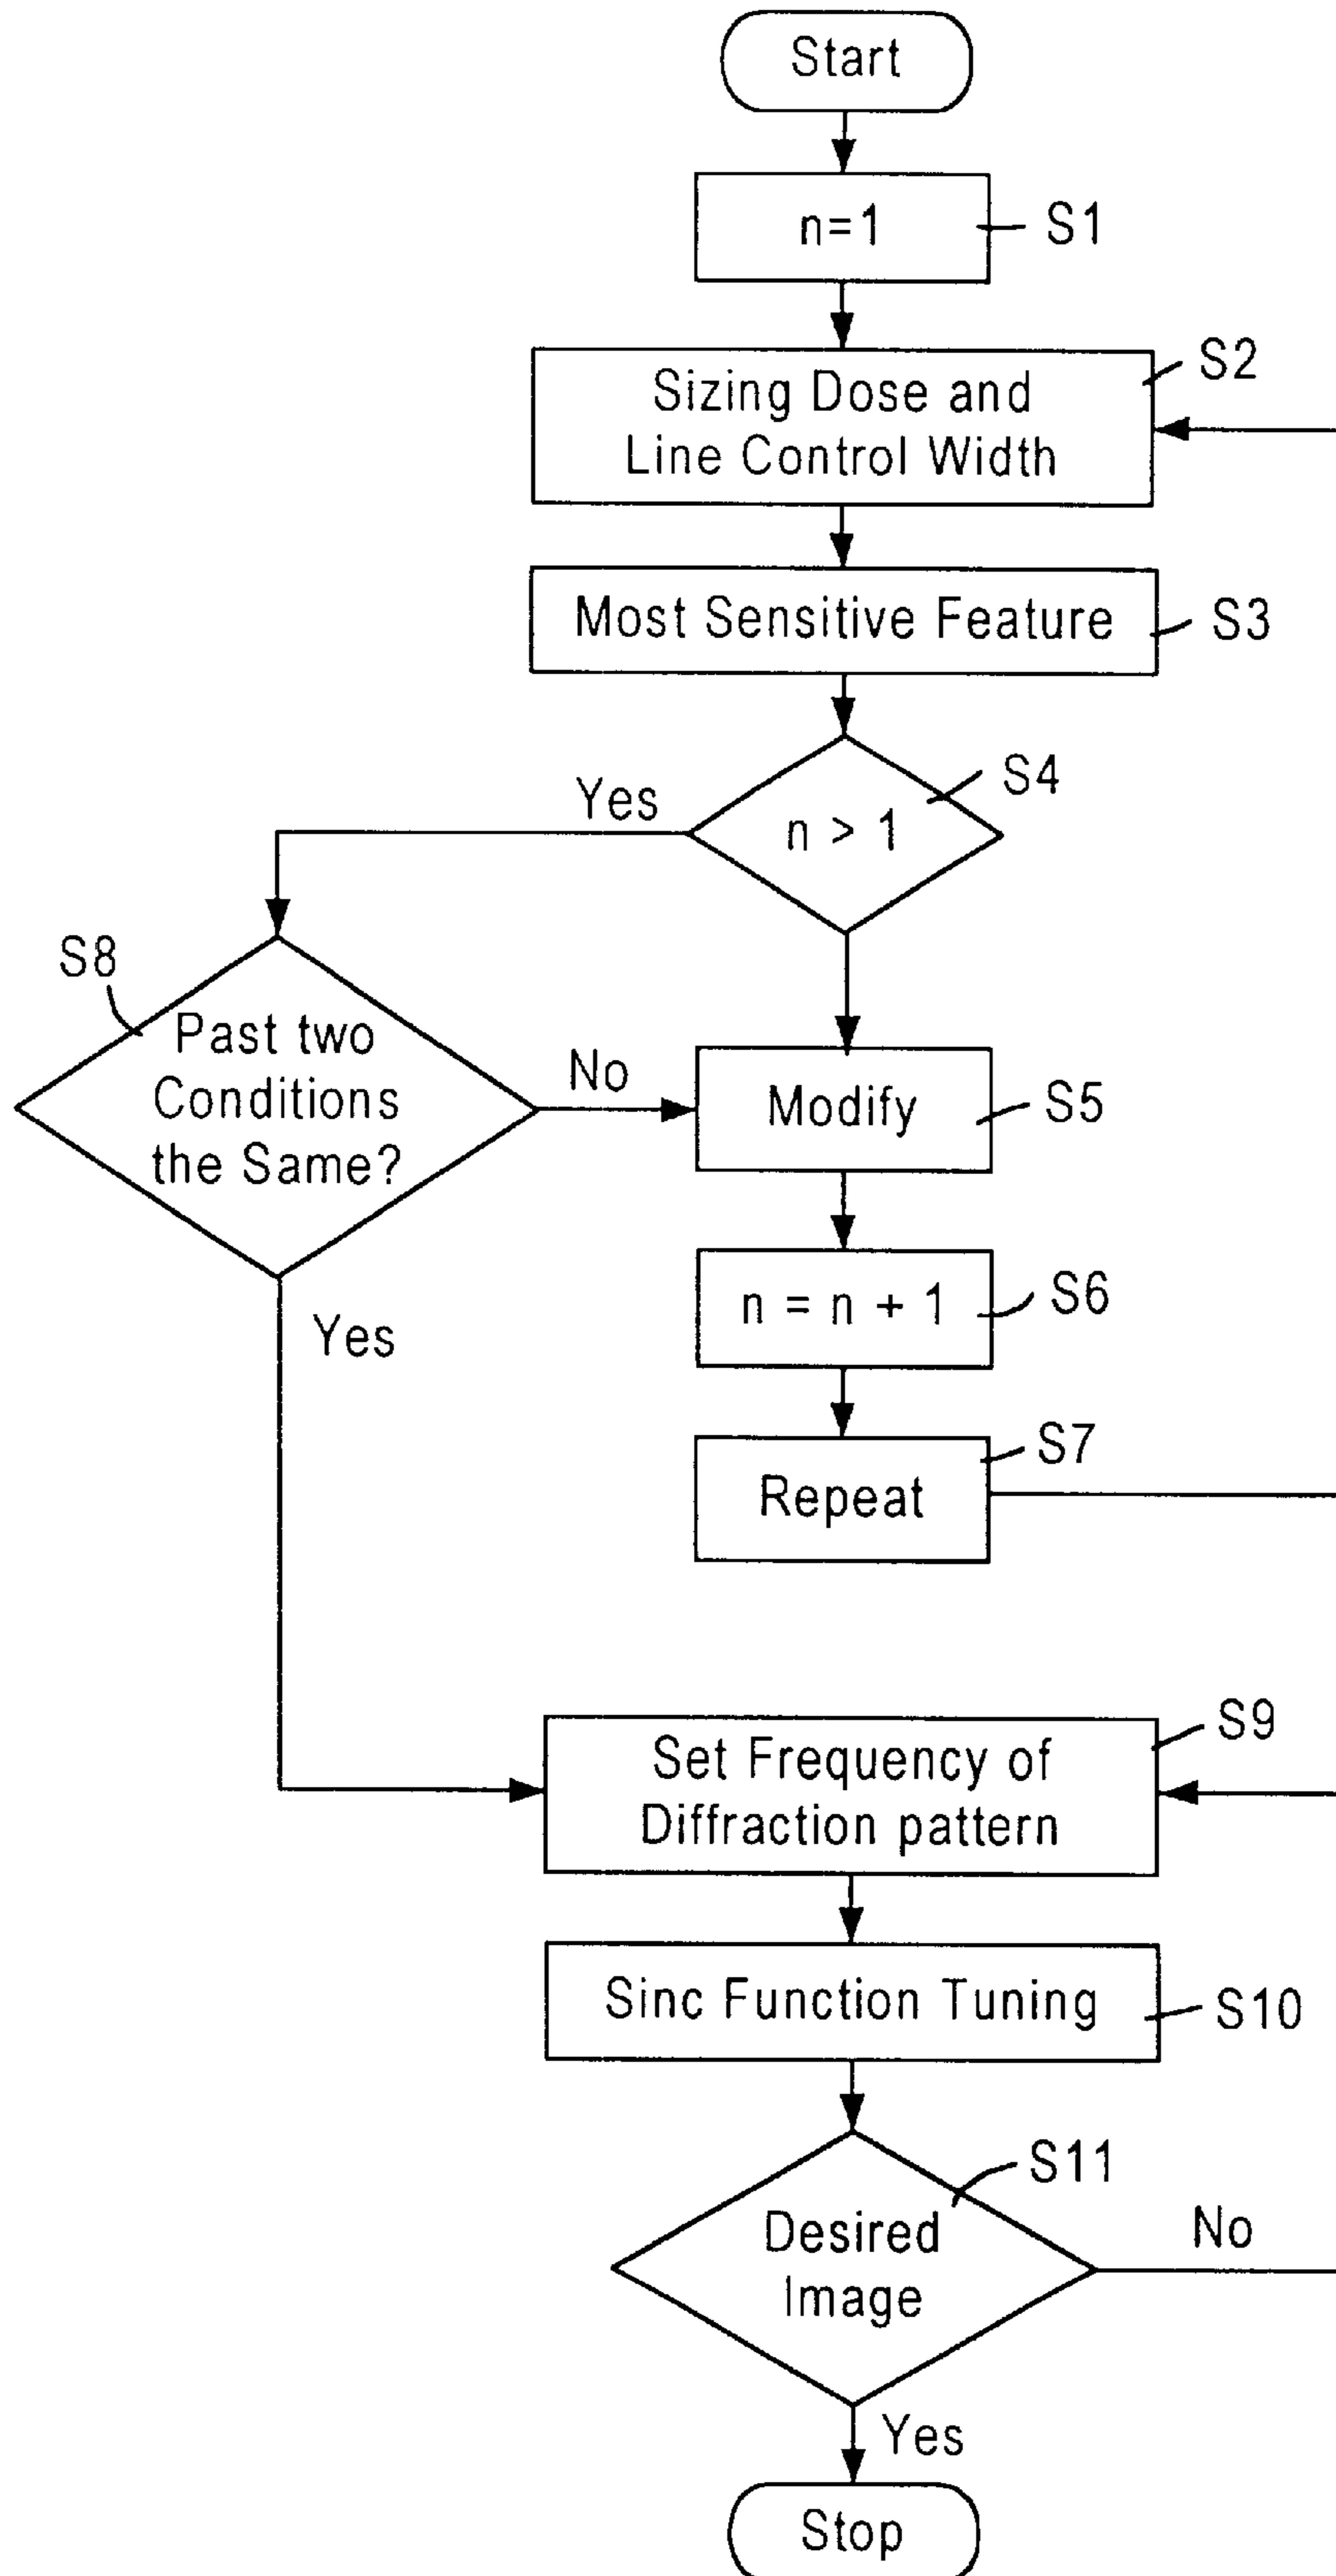 Start
n=1
S1
Sizing Dose and
Line Control Width
S2
Most Sensitive Feature
S3
Yes
n > 1
S4
S8
Past two
Conditions
the Same?
No
Modify
S5
Yes
n = n + 1
S6
Repeat
S7
Set Frequency of
Diffraction pattern
S9
Sinc Function Tuning
S10
Desired
Image
S11
No
Yes
Stop